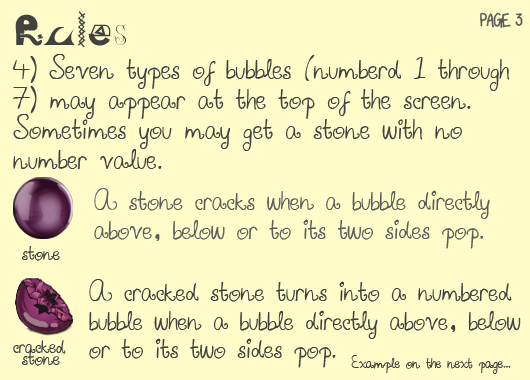 Rules
PAGE 3
4) Seven types of bubbles (numberd 1 through
7) may appear at the top of the screen.
Sometimes you may get a stone with no
number value.
A stone cracks when a bubble directly
above, below or to its two sides pop.
stone
A cracked stone turns into a numbered
bubble when a bubble directly above, below
or to its two sides pop.
cracked
stone
Example on the next page...